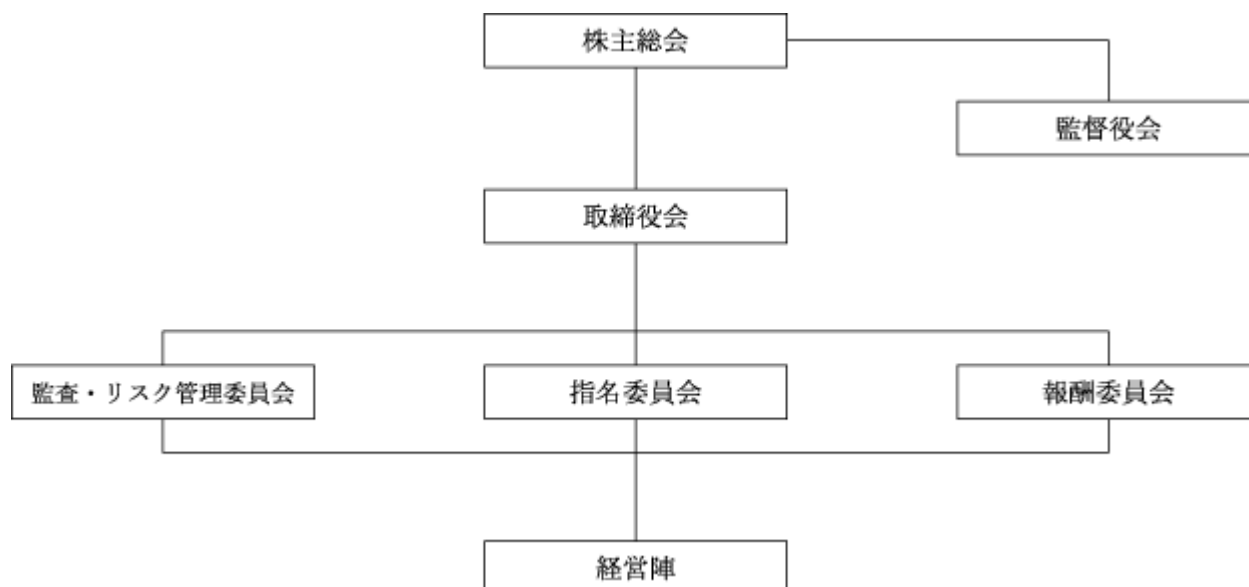 株主総会
監督役会
取締役会
監査・リスク管理委員会
指名委員会
報酬委員会
経営陣